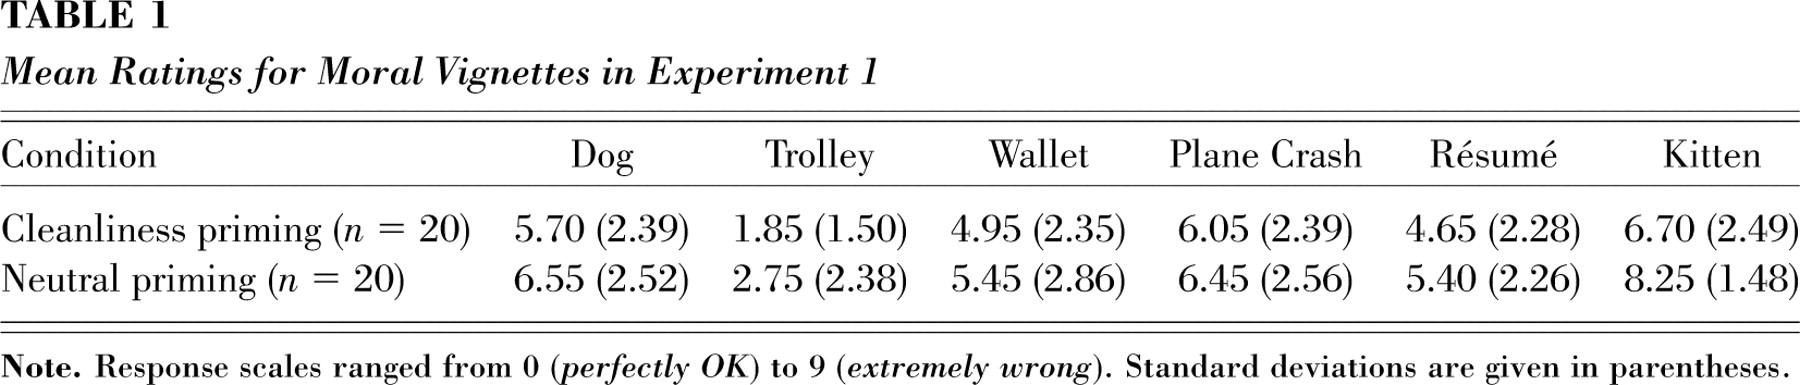 TABLE 1
Mean Ratings for Moral Vignettes in Experiment 1
Condition Dog Trolley Wallet Plane Crash Résumé Kitten
Cleanliness priming (n = 20) 5.70 (2.39) 1.85 (1.50) 4.95 (2.35) 6.05 (2.39) 4.65 (2.28) 6.70 (2.49)
Neutral priming (n = 20) 6.55 (2.52) 2.75 (2.38) 5.45 (2.86) 6.45 (2.56) 5.40 (2.26) 8.25 (1.48)
Note. Response scales ranged from 0 (perfectly OK) to 9 (extremely wrong). Standard deviations are given in parentheses.